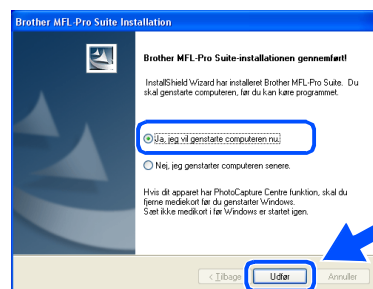 Brother MFL-Pro Suite Installation
Brother MFL-Pro Suite-installationen gennemført!
InstallShield Wizard har installeret Brother MFL-Pro Suite. Du
skal genstarte computeren, før du kan køre programmet.
Ja, jeg vil genstarte computeren nu.
Nej, jeg genstarter computeren senere.
Hvis dit apparat har PhotoCapture Centre funktion, skal du
fjerne mediekort før du genstarter Windows.
Sæt ikke medikort i før Windows er startet igen.
< Tilbage Udfør Annuller